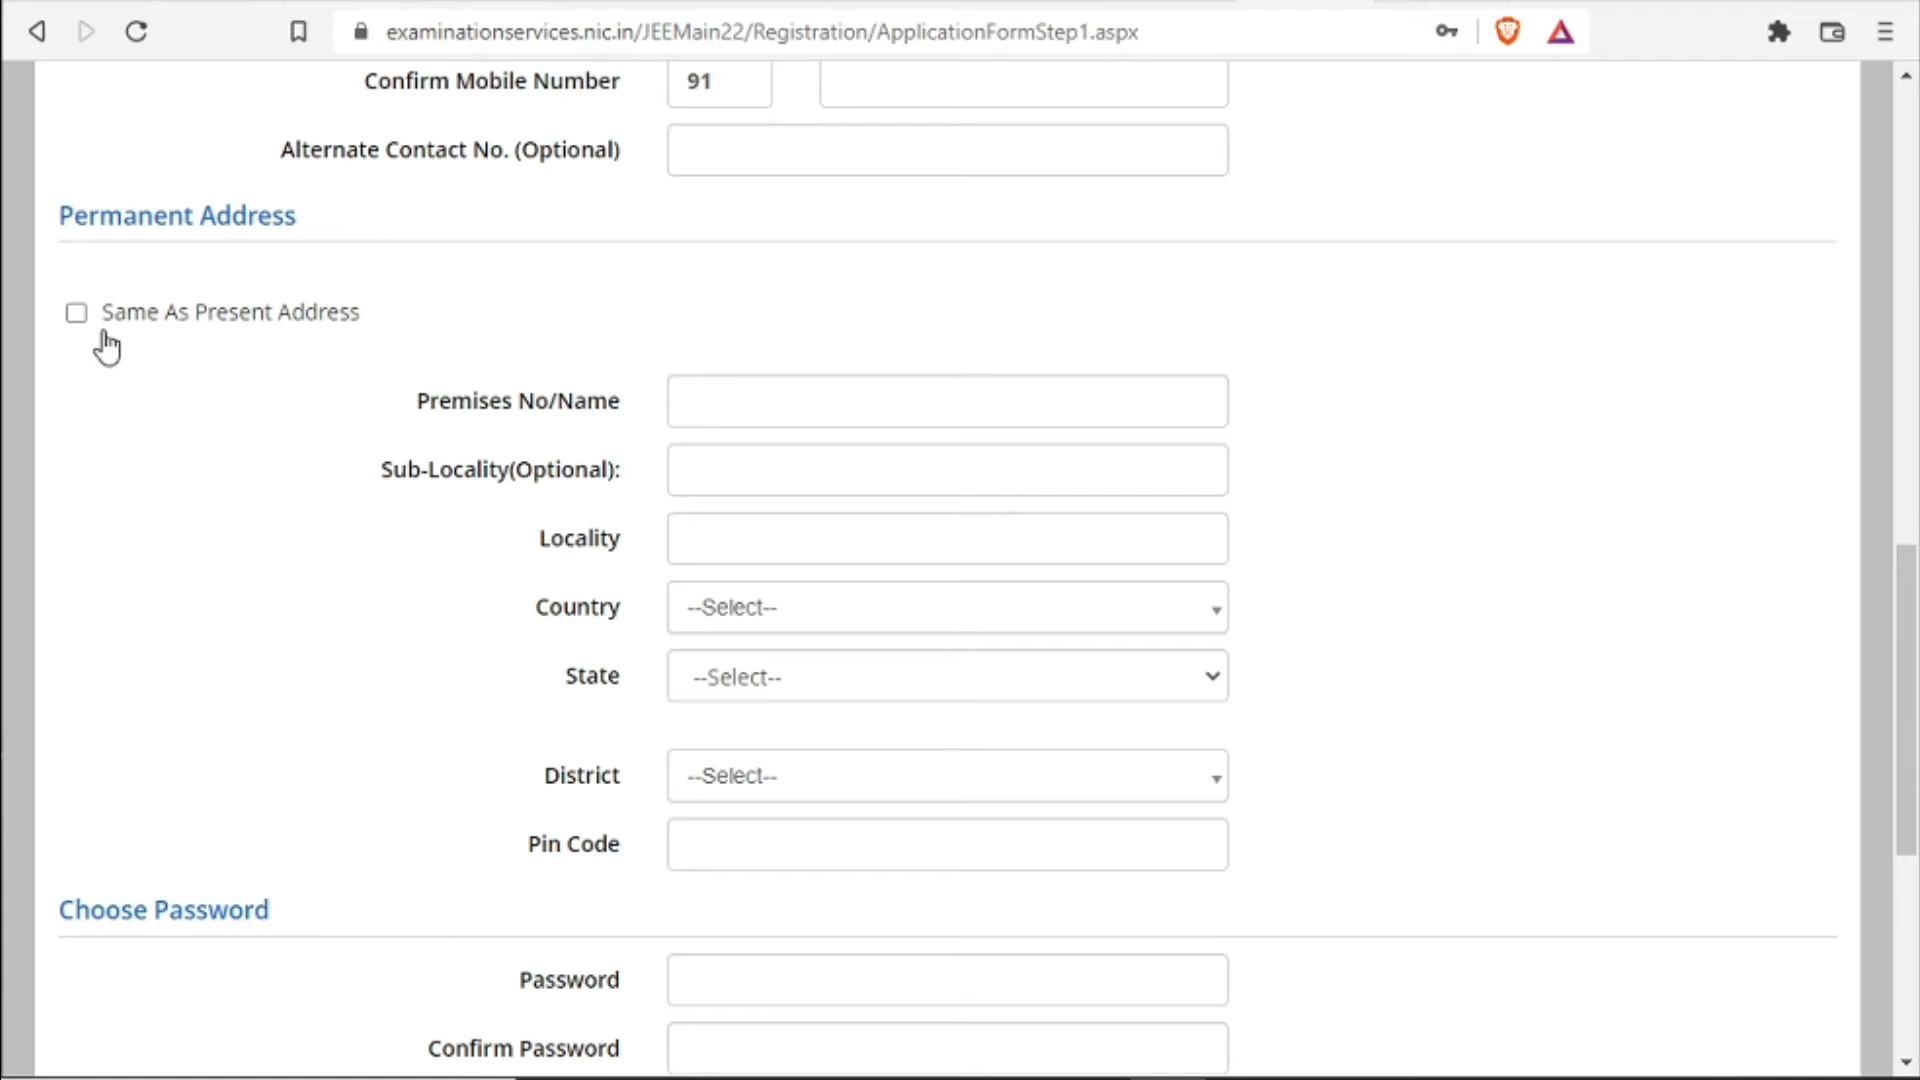 examinationservices.nic.in/JEEMain22/Registration/ApplicationFormStep1.aspx
Confirm Mobile Number 91
Alternate Contact No. (Optional)
Permanent Address
Same As Present Address
Premises No/Name
Sub-Locality(Optional):
Locality
Country --Select--
State --Select--
District --Select--
Pin Code
Choose Password
Password
Confirm Password